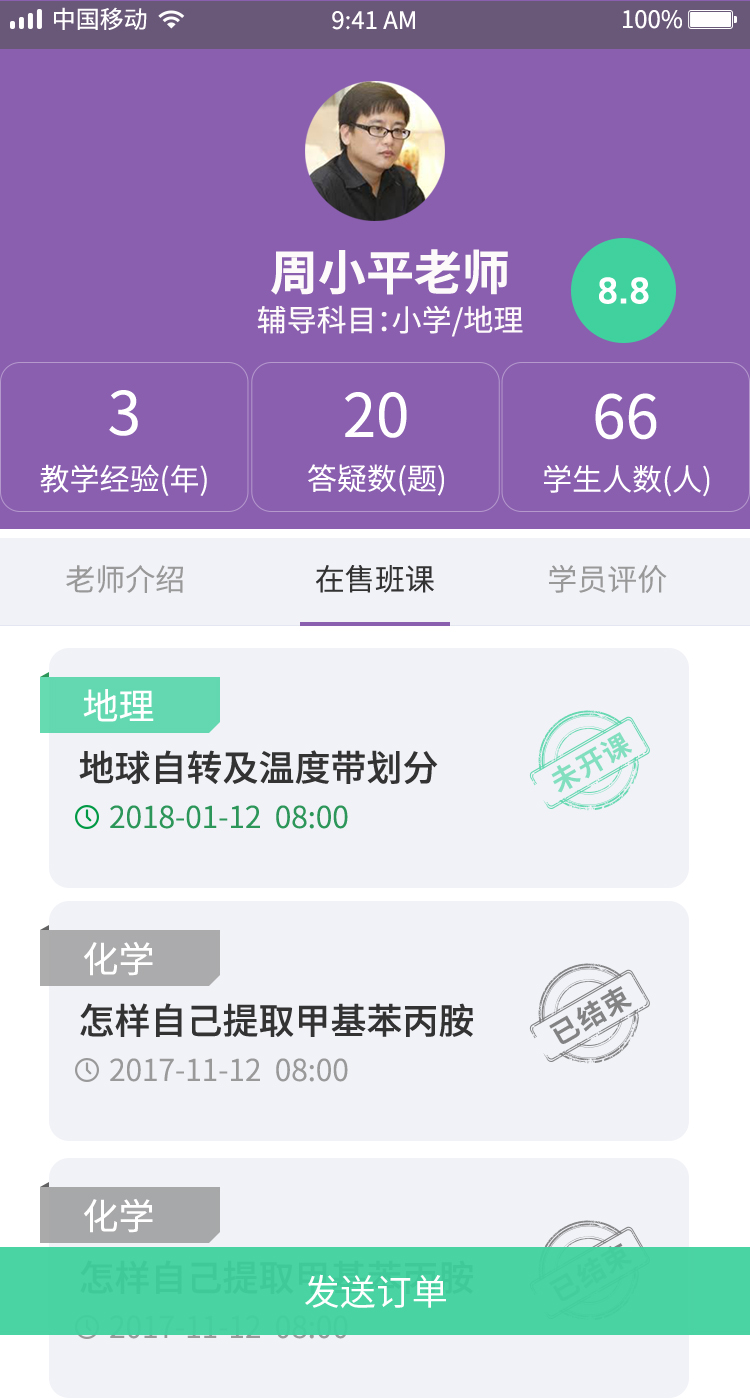 中国移动 9:41 AM 100%
周小平老师
8.8
辅导科目:小学/地理
3 20 66
教学经验(年) 答疑数(题) 学生人数(人)
老师介绍 在售班课 学员评价
地理
未开课
地球自转及温度带划分
2018-01-12 08:00
化学
已结束
怎样自己提取甲基苯丙胺
2017-11-12 08:00
化学
已结束
怎样自己提取甲基苯丙胺
发送订单
2017-11-12 08:00